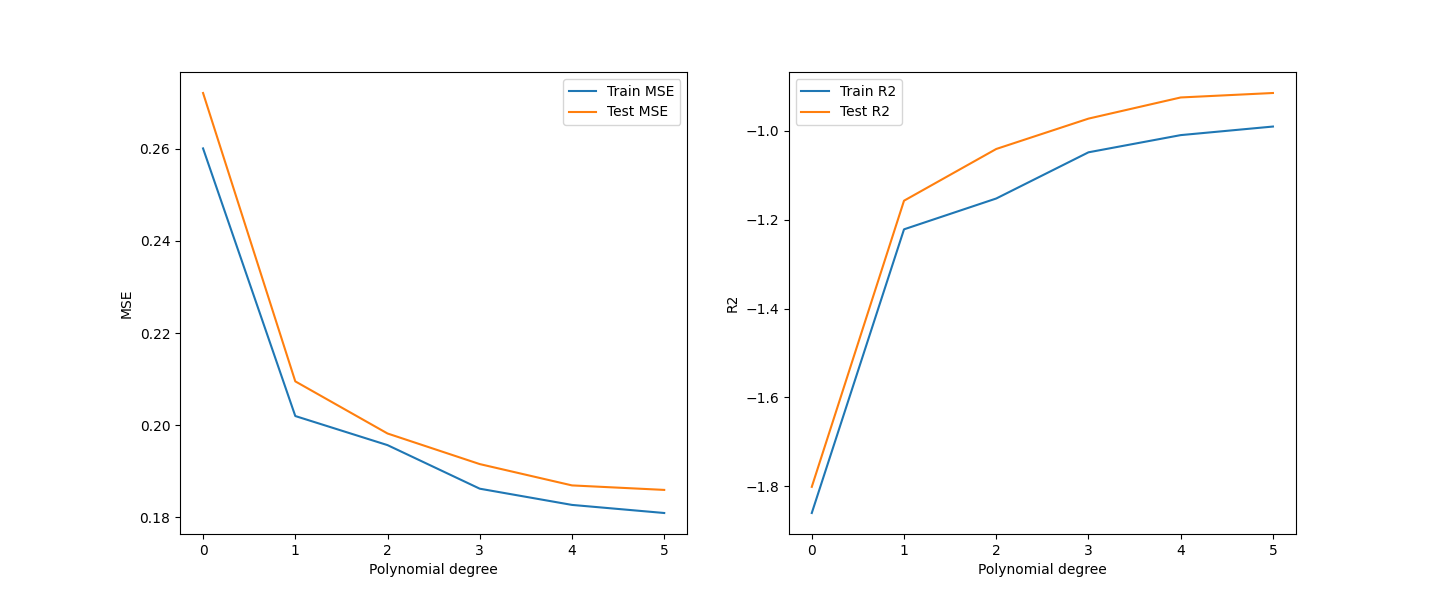 Train MSE
Test MSE
0.26
0.24
0.22
0.20
0.18
MSE
0 1 2 3 4 5
Polynomial degree
Train R2
Test R2
−1.0
−1.2
−1.4
−1.6
−1.8
R2
0 1 2 3 4 5
Polynomial degree